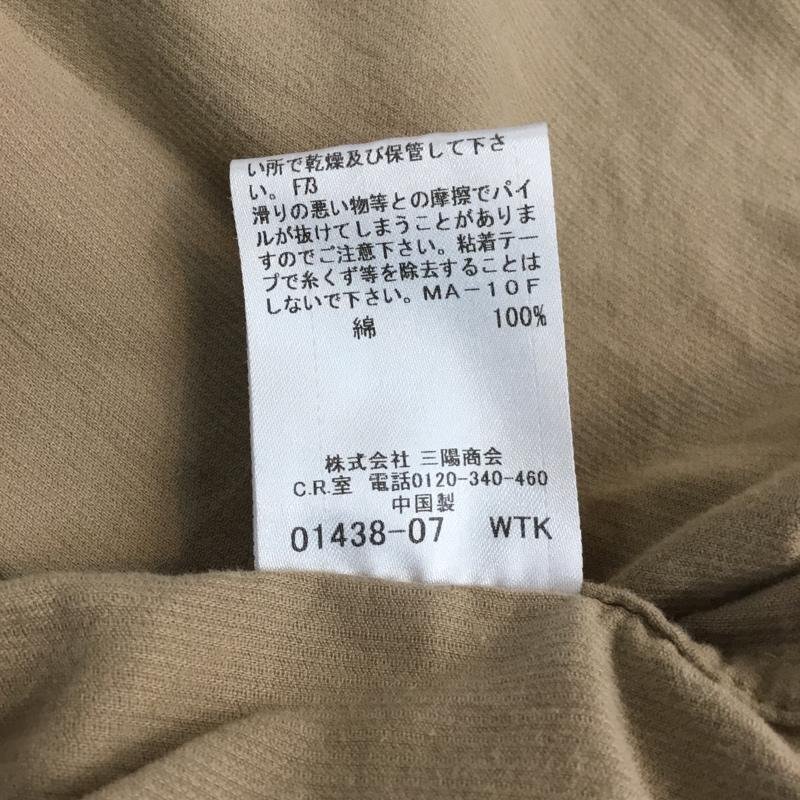 い所で乾燥及び保管して下さ
い。F73
滑りの悪い物等との摩擦でパイ
ルが抜けてしまうことがありま
すのでご注意下さい。粘着テー
プで糸くず等を除去することは
しないで下さい。MA－10F
綿 100%
株式会社 三陽商会
C.R.室 電話0120-340-460
中国製
01438-07 WTK